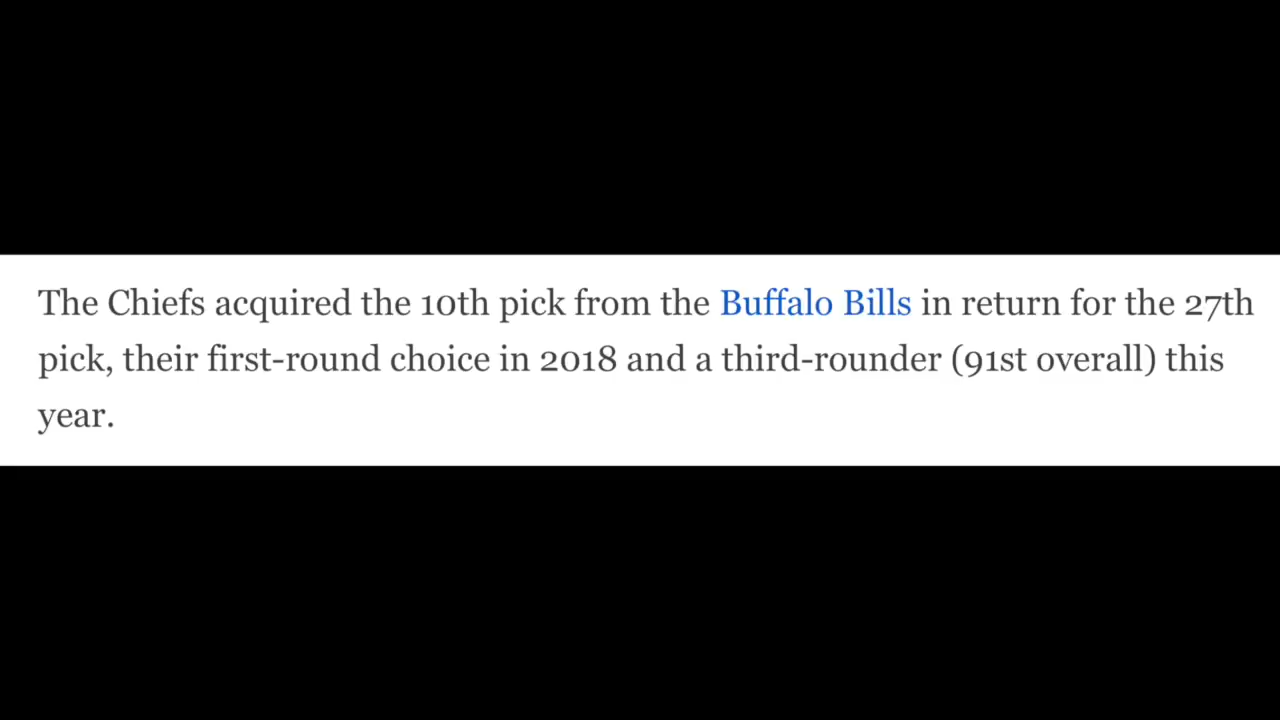 The Chiefs acquired the 10th pick from the Buffalo Bills in return for the 27th
pick, their first-round choice in 2018 and a third-rounder (91st overall) this
year.